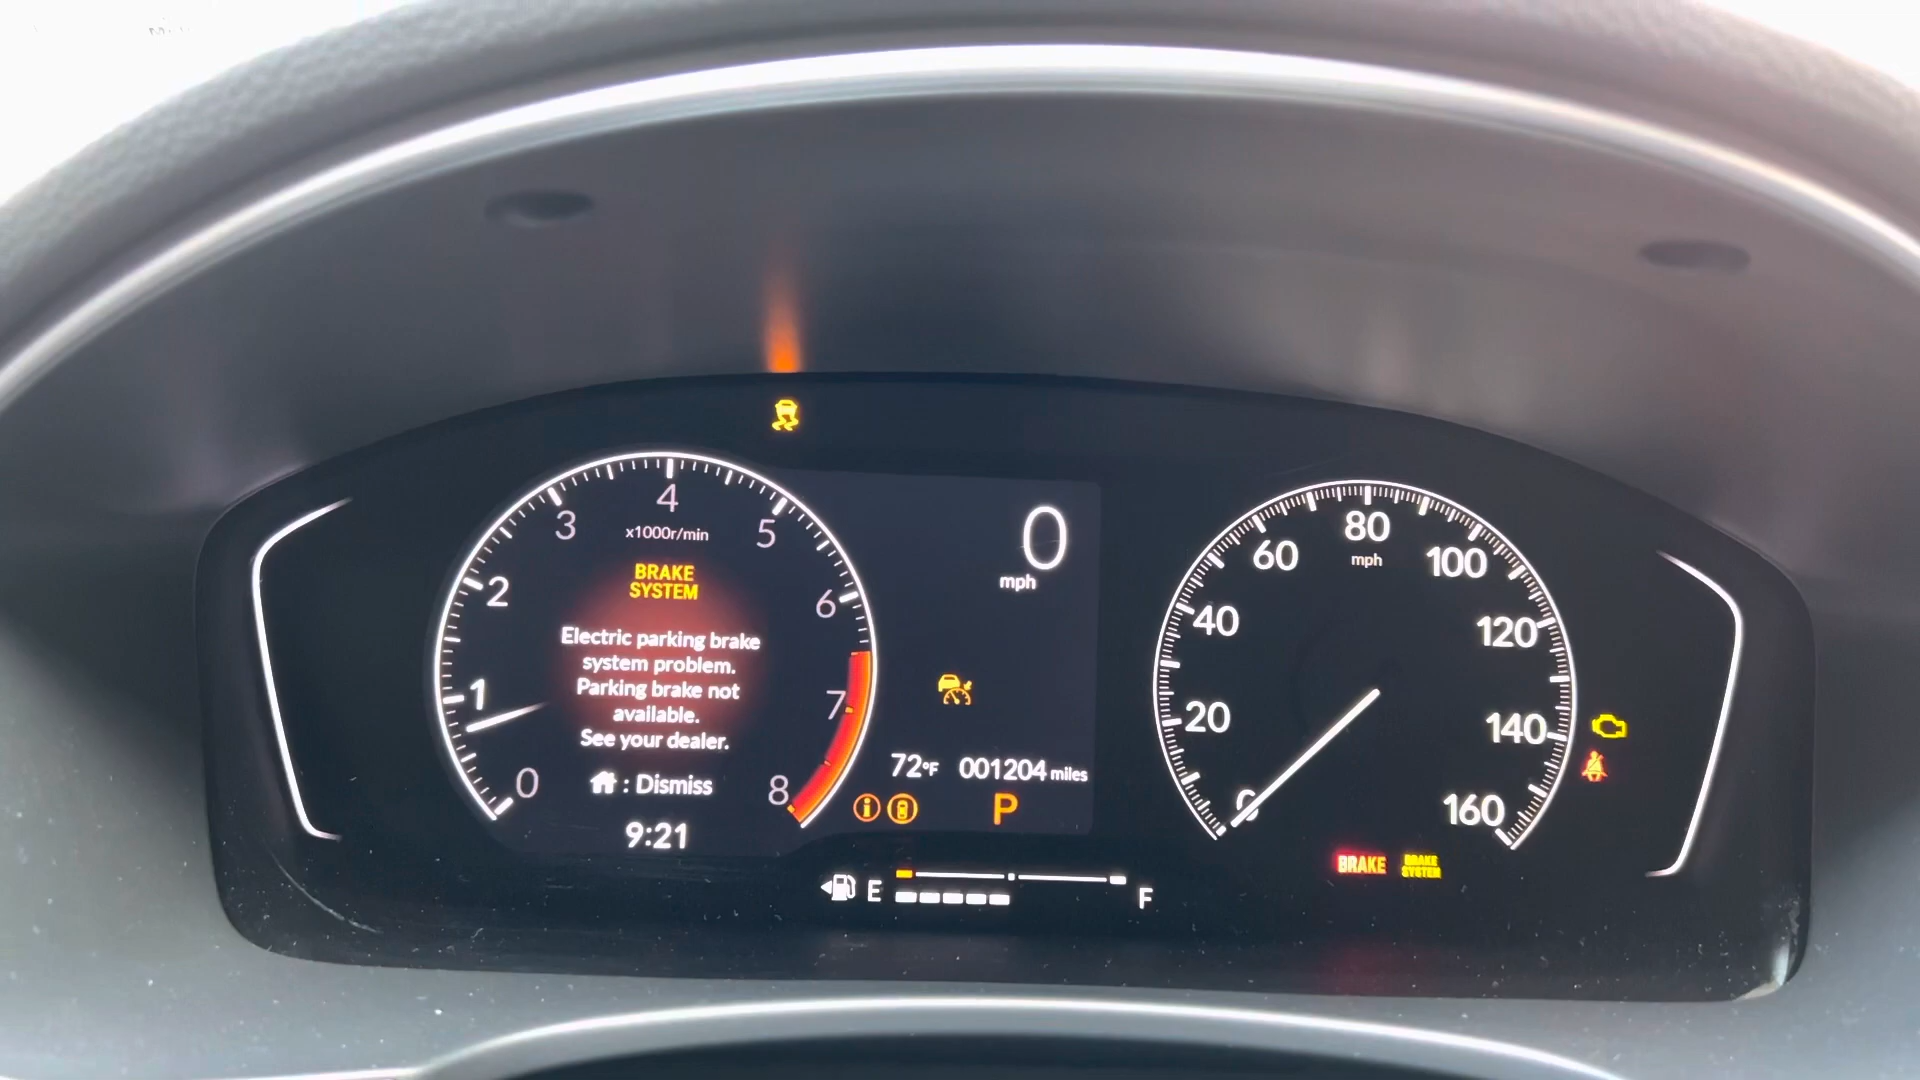 4
3
5
x1000r/min
BRAKE
SYSTEM
2
6
Electric parking brake
system problem.
Parking brake not
available.
See your dealer.
1
7
0
8
: Dismiss
9:21
0
mph
72°F 001204 miles
P
E
F
80
mph
60
100
40
120
20
140
0
160
BRAKE
BRAKE
SYSTEM